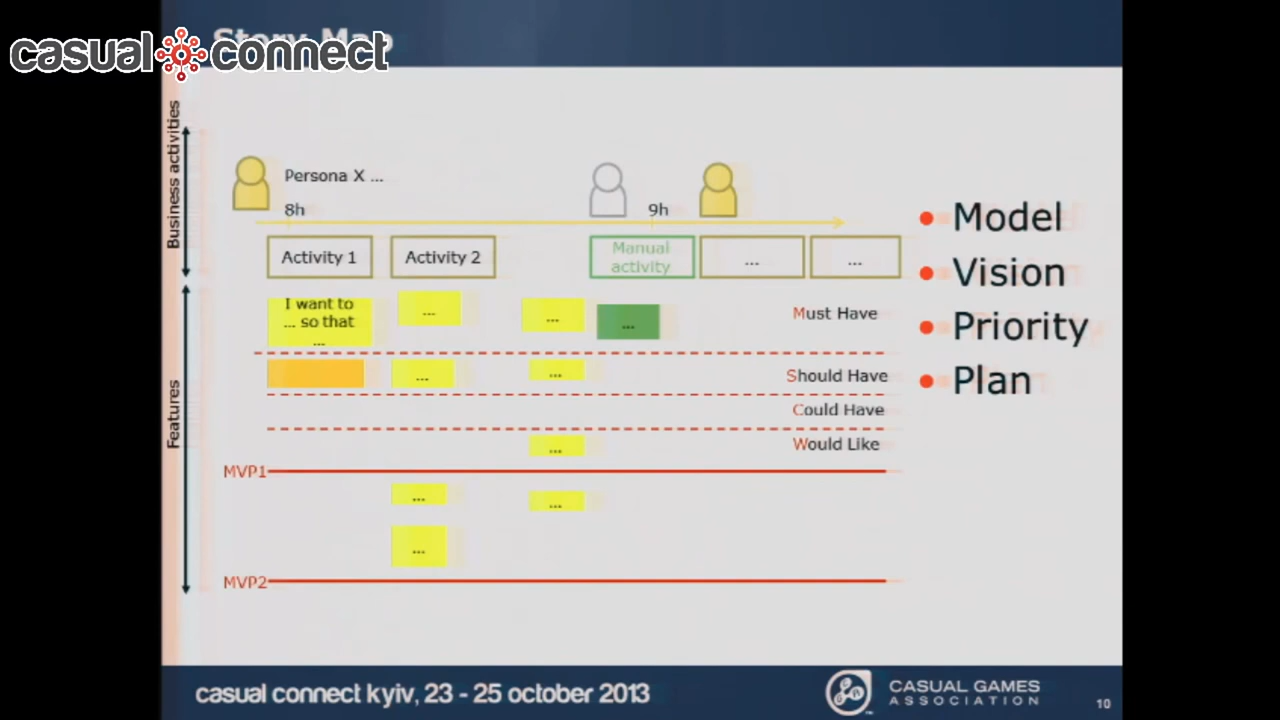 Story Map
casual connect
Business activities
Persona X ...
8h
9h
Activity 1
Activity 2
Manual
activity
...
...
I want to
... so that
...
...
...
...
Must Have
...
...
Should Have
Could Have
...
Would Like
MVP1
...
...
...
MVP2
Features
Model
Vision
Priority
Plan
casual connect kyiv, 23 - 25 october 2013
CASUAL GAMES
ASSOCIATION
10